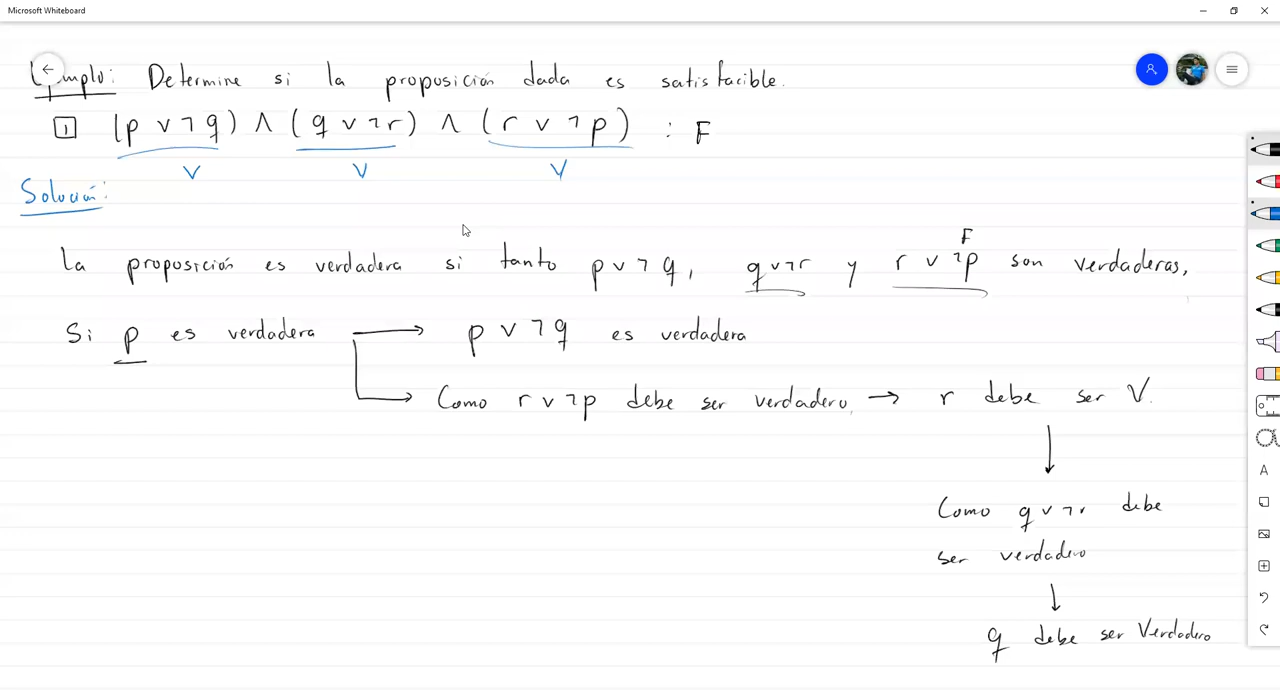 Microsoft Whiteboard
Ejemplo: Determine si la proposición dada es satisfacible.
1 (p ∨ ¬q) ∧ (q ∨ ¬r) ∧ (r ∨ ¬p) : F
V V V
Solución:
F
La proposición es verdadera si tanto p ∨ ¬q, q ∨ ¬r y r ∨ ¬p son verdaderas,
Si p es verdadera → p ∨ ¬q es verdadera
→ Como r ∨ ¬p debe ser verdadero, → r debe ser V.
↓
Como q ∨ ¬r debe
ser verdadero
↓
q debe ser Verdadero
A